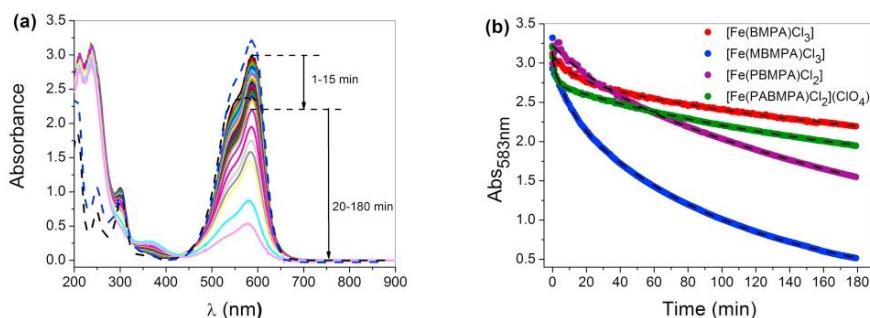 (a)
3.5
3.0
2.5
2.0
1.5
1.0
0.5
0.0
Absorbance
1-15 min
20-180 min
200 300 400 500 600 700 800 900
λ (nm)
(b)
3.5
3.0
2.5
2.0
1.5
1.0
0.5
Abs583nm
[Fe(BMPA)Cl3]
[Fe(MBMPA)Cl3]
[Fe(PBMPA)Cl2]
[Fe(PABMPA)Cl2](ClO4)
0 20 40 60 80 100 120 140 160 180
Time (min)